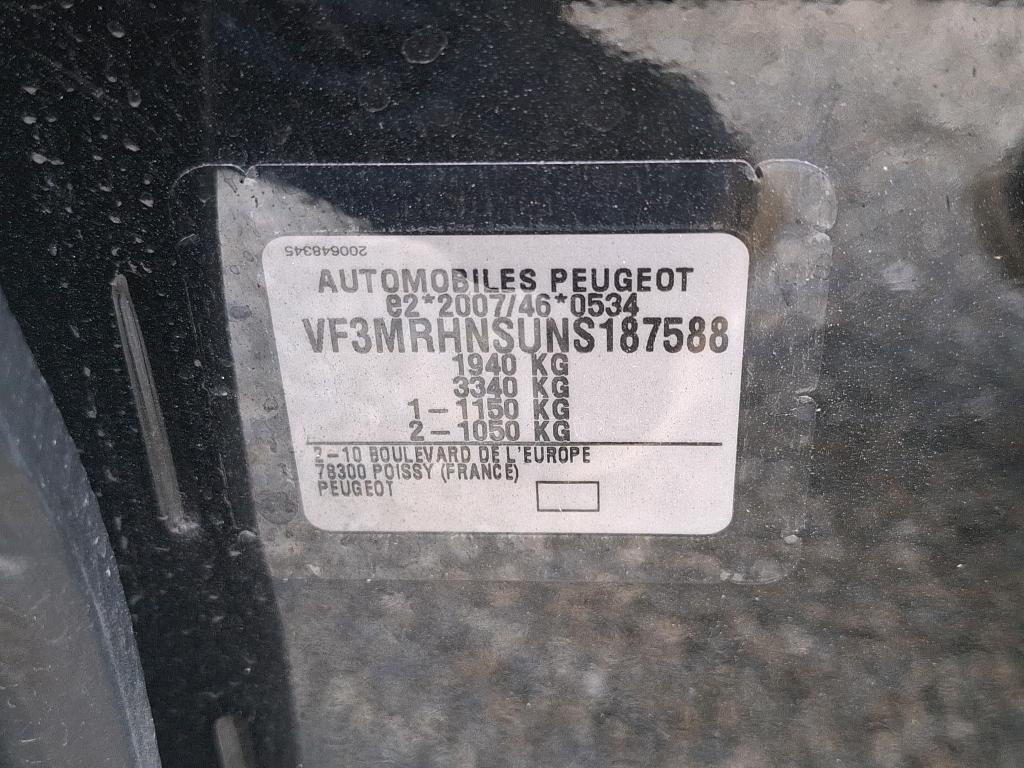 200648345
AUTOMOBILES PEUGEOT
e2*2007/46*0534
VF3MRHNSUNS187588
1940 KG
3340 KG
1-1150 KG
2-1050 KG
2-10 BOULEVARD DE L'EUROPE
78300 POISSY (FRANCE)
PEUGEOT